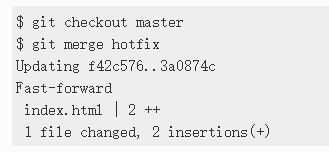 $ git checkout master
$ git merge hotfix
Updating f42c576..3a0874c
Fast-forward
index.html | 2 ++
1 file changed, 2 insertions(+)